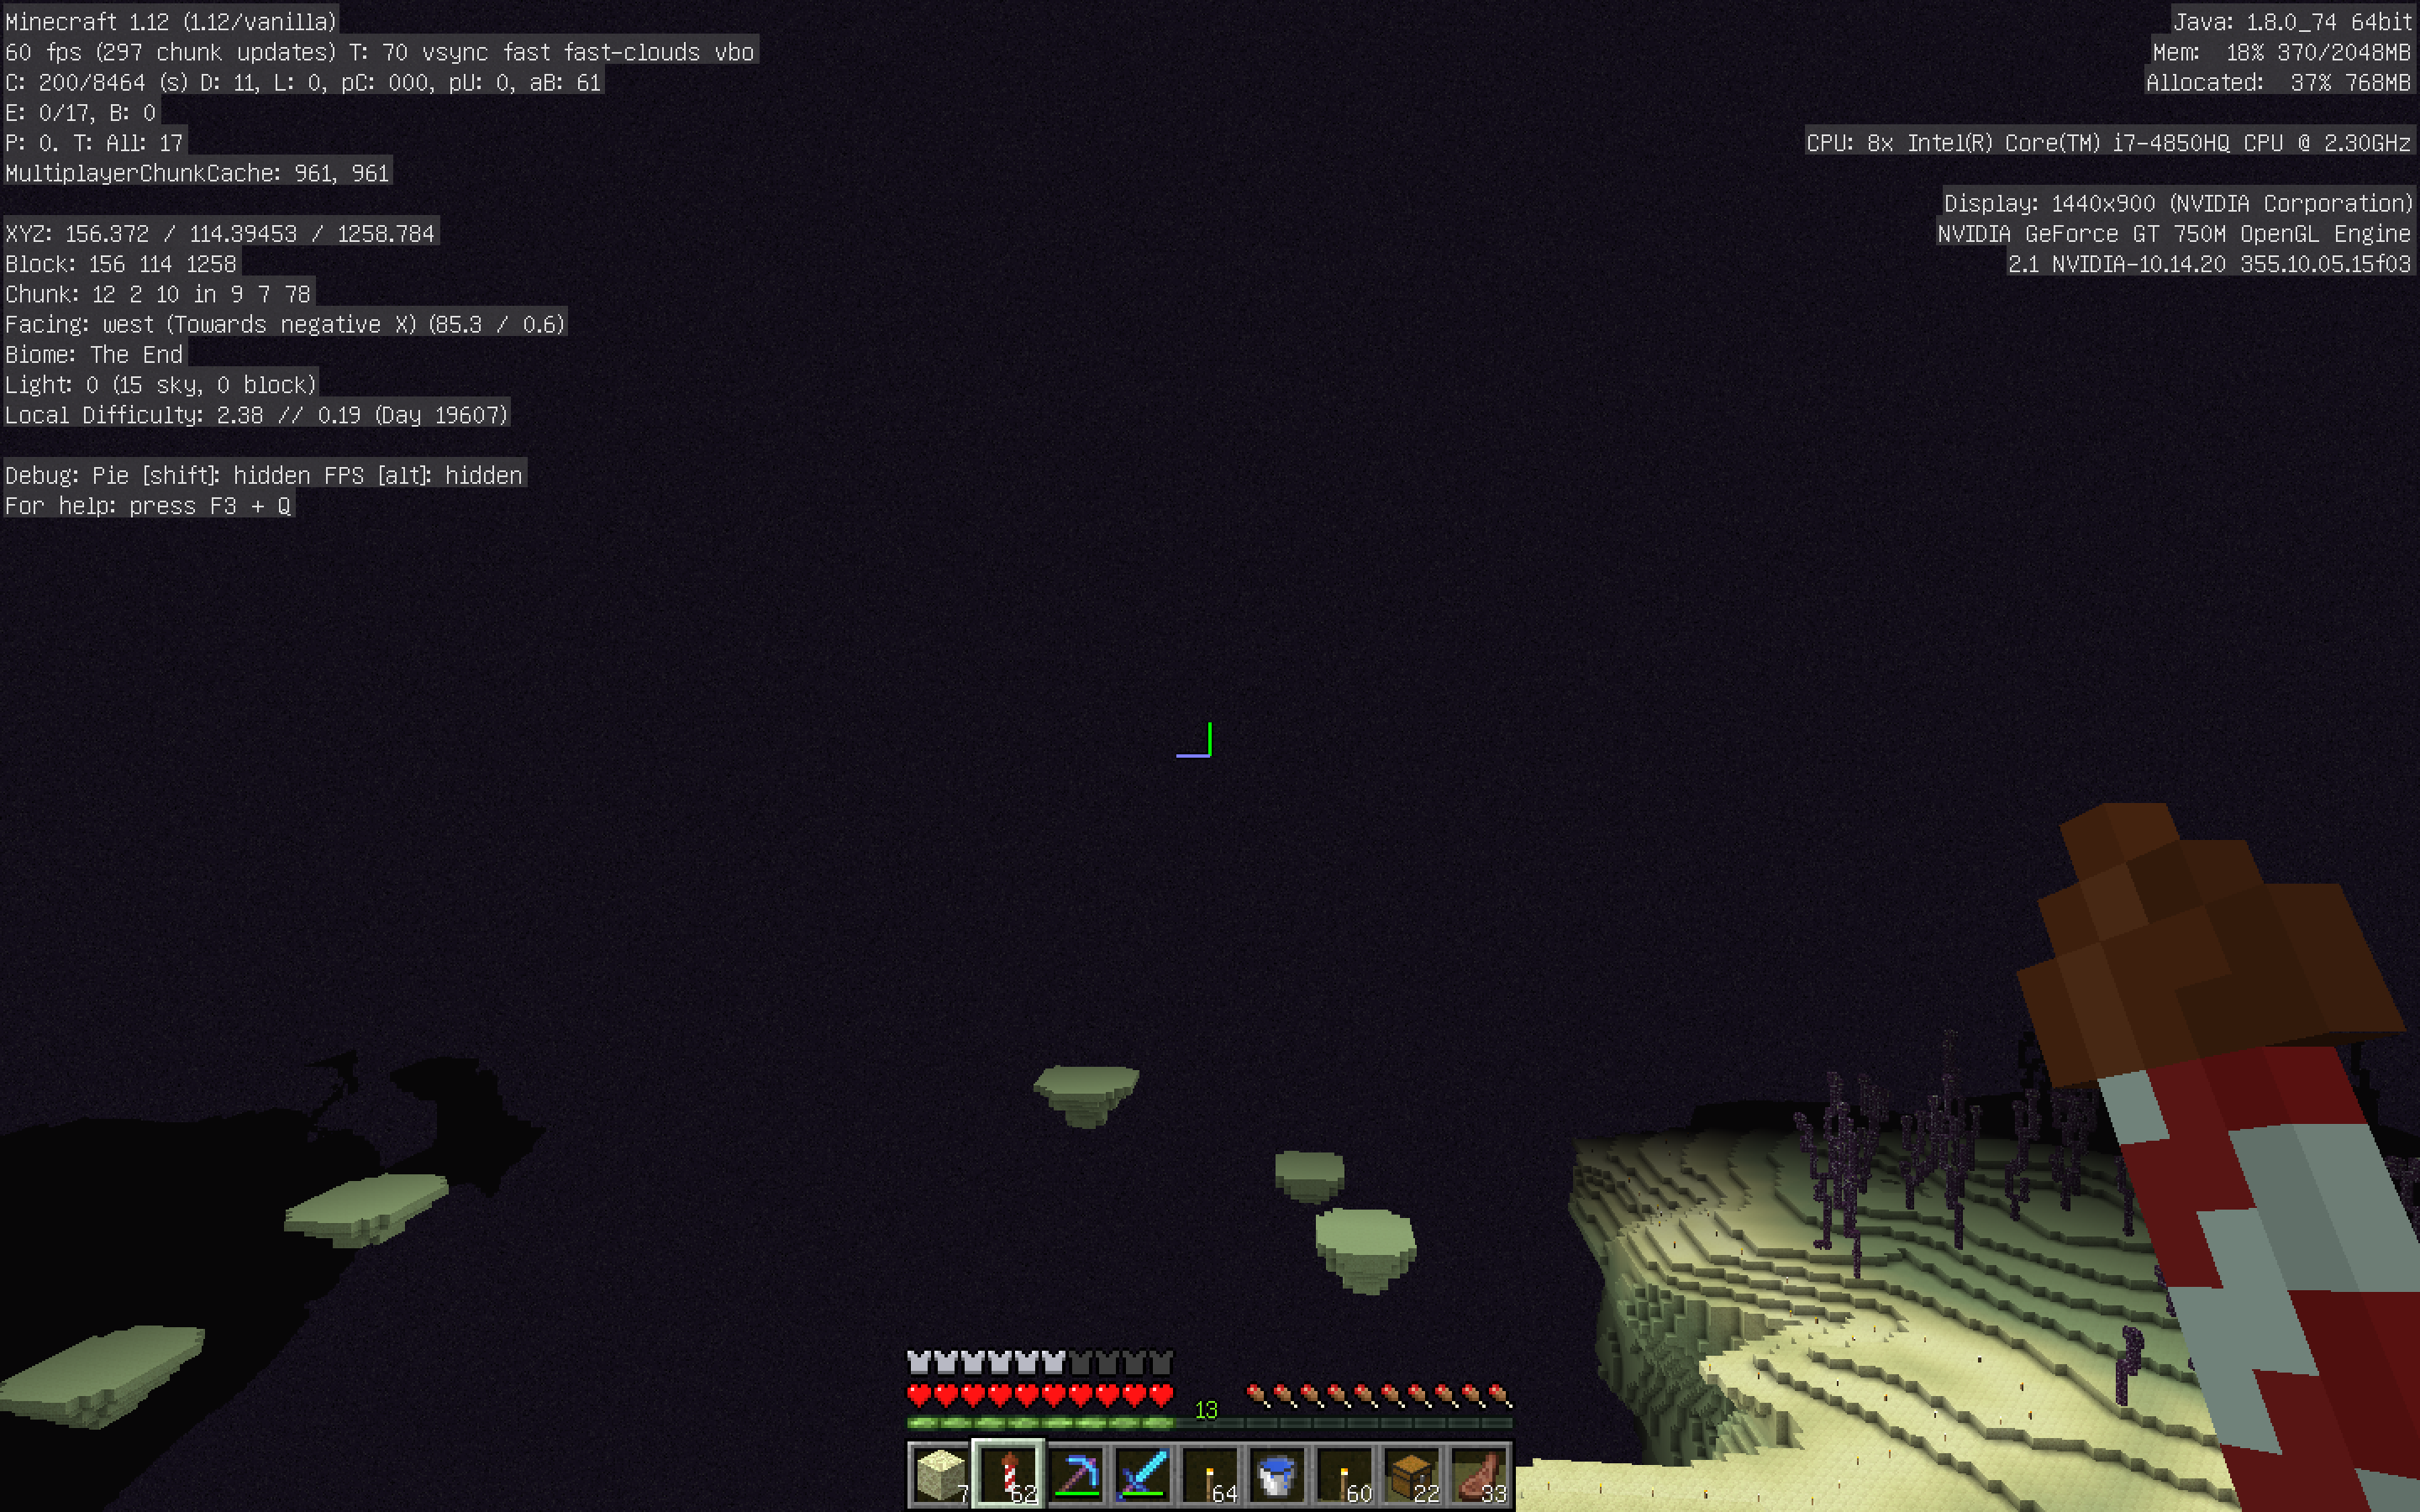 Minecraft 1.12 (1.12/vanilla)
60 fps (297 chunk updates) T: 70 vsync fast fast-clouds vbo
C: 200/8464 (s) D: 11, L: 0, pC: 000, pU: 0, aB: 61
E: 0/17, B: 0
P: 0. T: All: 17
MultiplayerChunkCache: 961, 961
XYZ: 156.372 / 114.39453 / 1258.784
Block: 156 114 1258
Chunk: 12 2 10 in 9 7 78
Facing: west (Towards negative X) (85.3 / 0.6)
Biome: The End
Light: 0 (15 sky, 0 block)
Local Difficulty: 2.38 // 0.19 (Day 19607)
Debug: Pie [shift]: hidden FPS [alt]: hidden
For help: press F3 + Q
Java: 1.8.0_74 64bit
Mem: 18% 370/2048MB
Allocated: 37% 768MB
CPU: 8x Intel(R) Core(TM) i7-4850HQ CPU @ 2.30GHz
Display: 1440x900 (NVIDIA Corporation)
NVIDIA GeForce GT 750M OpenGL Engine
2.1 NVIDIA-10.14.20 355.10.05.15f03
13
7 62 64 60 22 33